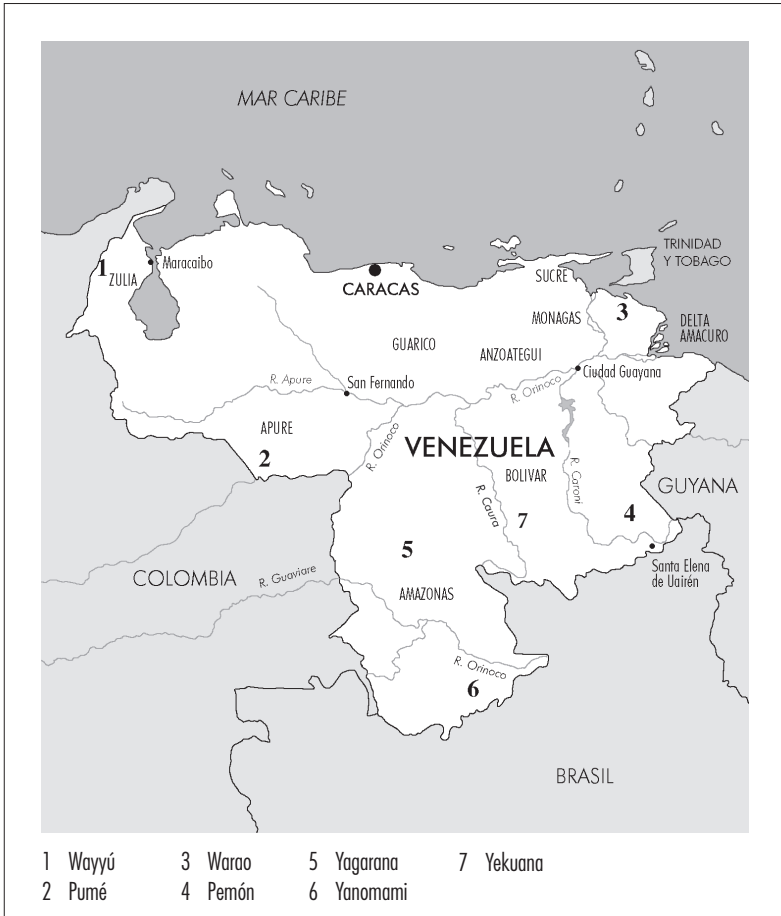 MAR CARIBE
TRINIDAD
Y TOBAGO
1
ZULIA
Maracaibo
CARACAS
SUCRE
MONAGAS
3
DELTA
AMACURO
GUARICO
ANZOATEGUI
Ciudad Guayana
R. Apure
San Fernando
R. Orinoco
APURE
2
R. Orinoco
VENEZUELA
BOLIVAR
R. Caroni
GUYANA
R. Caura
7
4
5
Santa Elena
de Uairén
COLOMBIA
R. Guaviare
AMAZONAS
R. Orinoco
6
BRASIL
1 Wayyú 3 Warao 5 Yagarana 7 Yekuana
2 Pumé 4 Pemón 6 Yanomami